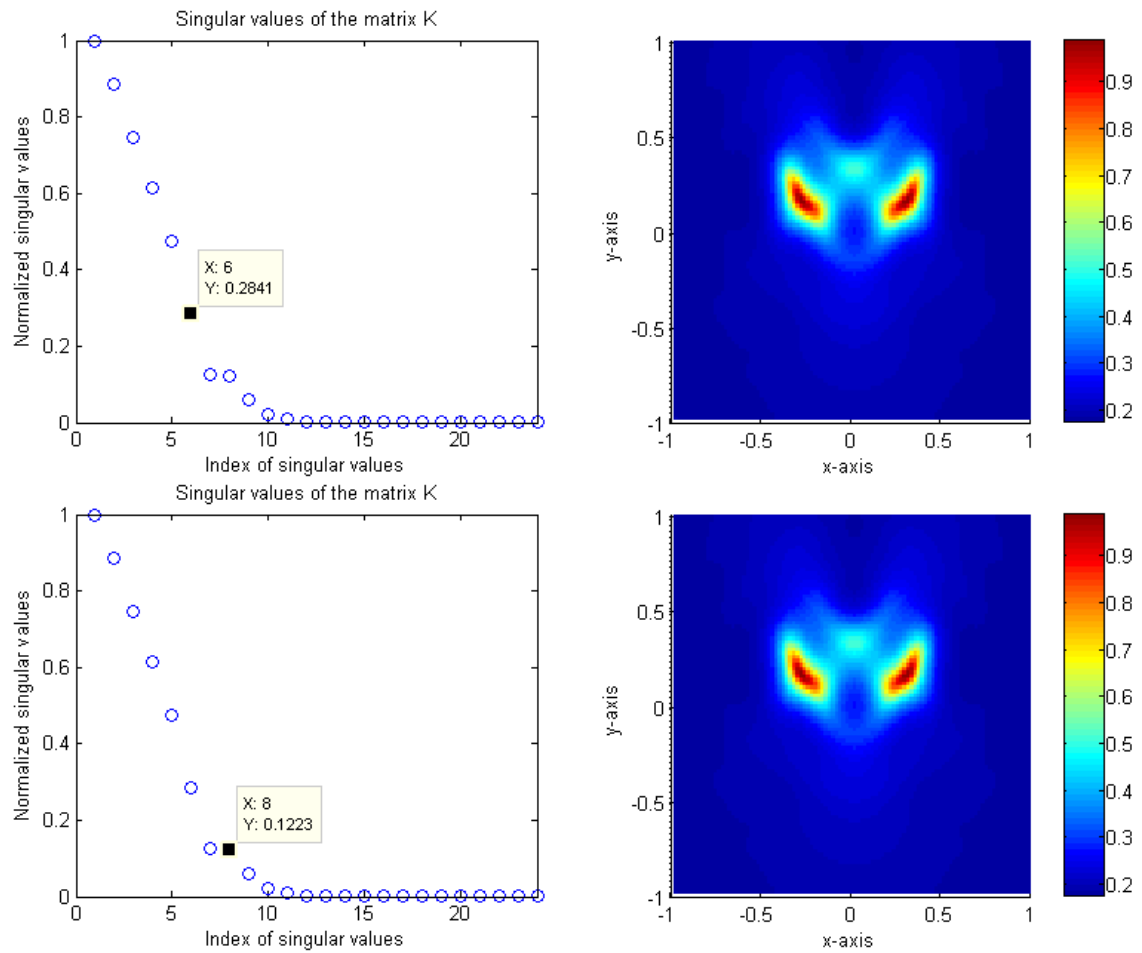 Singular values of the matrix K
Normalized singular values
1
0.8
0.6
0.4
0.2
0
X: 6
Y: 0.2841
0 5 10 15 20
Index of singular values
y-axis
1
0.5
0
-0.5
-1
-1 -0.5 0 0.5 1
x-axis
0.9
0.8
0.7
0.6
0.5
0.4
0.3
0.2
Singular values of the matrix K
Normalized singular values
1
0.8
0.6
0.4
0.2
0
X: 8
Y: 0.1223
0 5 10 15 20
Index of singular values
y-axis
1
0.5
0
-0.5
-1
-1 -0.5 0 0.5 1
x-axis
0.9
0.8
0.7
0.6
0.5
0.4
0.3
0.2